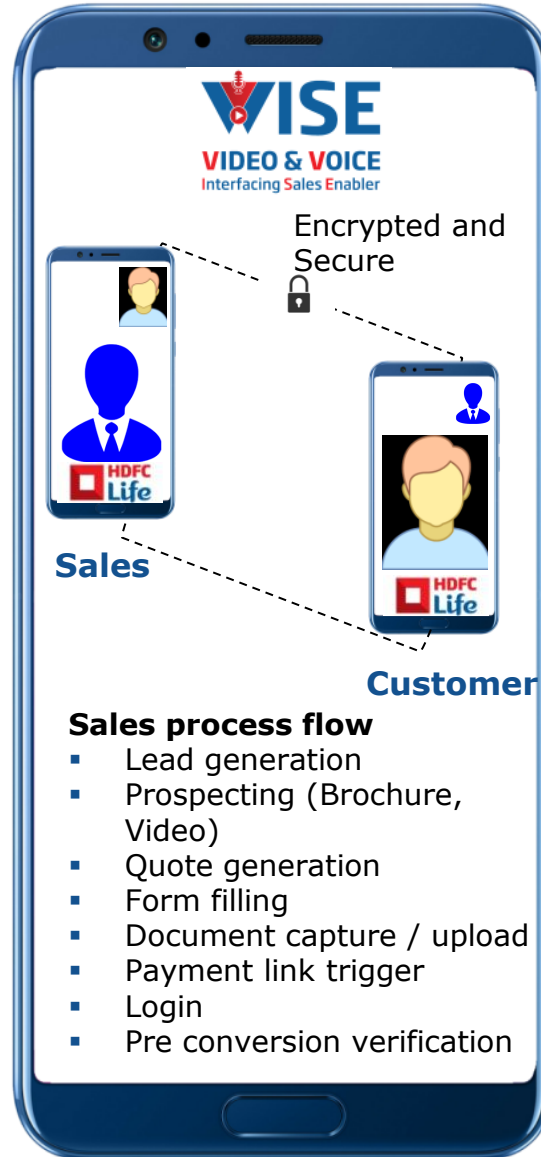 WISE
VIDEO & VOICE
Interfacing Sales Enabler
Encrypted and
Secure
HDFC
Life
Sales
HDFC
Life
Customer
Sales process flow
▪ Lead generation
▪ Prospecting (Brochure,
Video)
▪ Quote generation
▪ Form filling
▪ Document capture / upload
▪ Payment link trigger
▪ Login
▪ Pre conversion verification